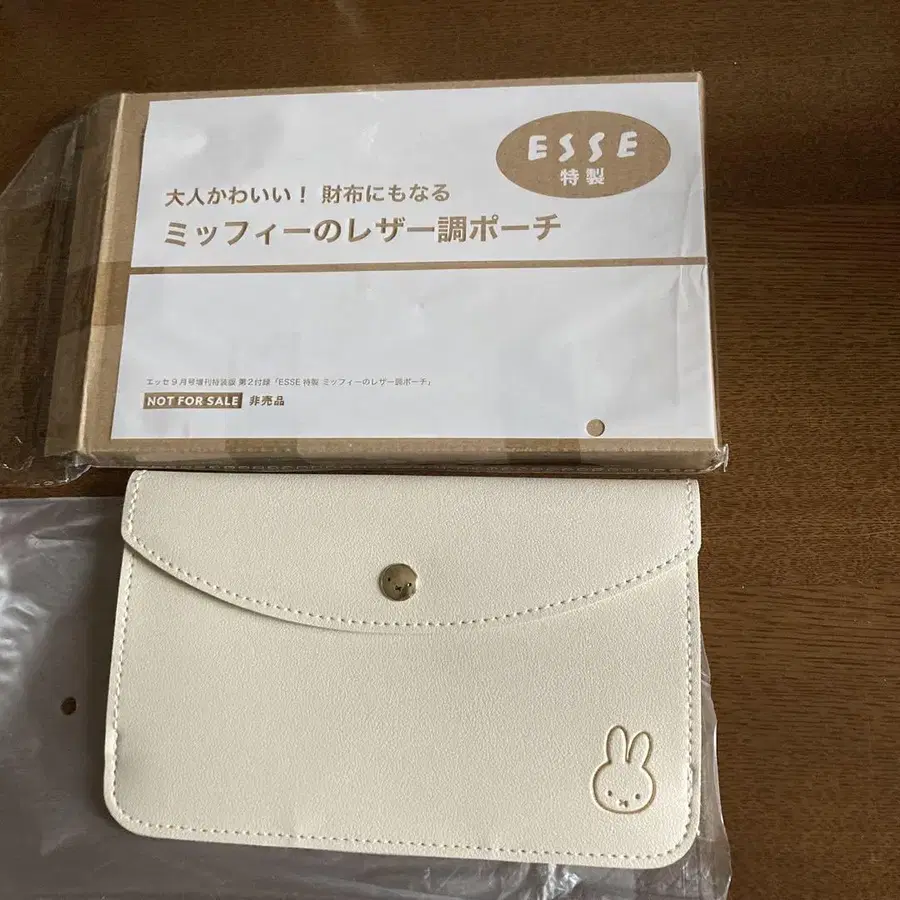 ESSE
特製
大人かわいい！ 財布にもなる
ミッフィーのレザー調ポーチ
エッセ9月号増刊特装版 第2付録「ESSE 特製 ミッフィーのレザー調ポーチ」
NOT FOR SALE 非売品